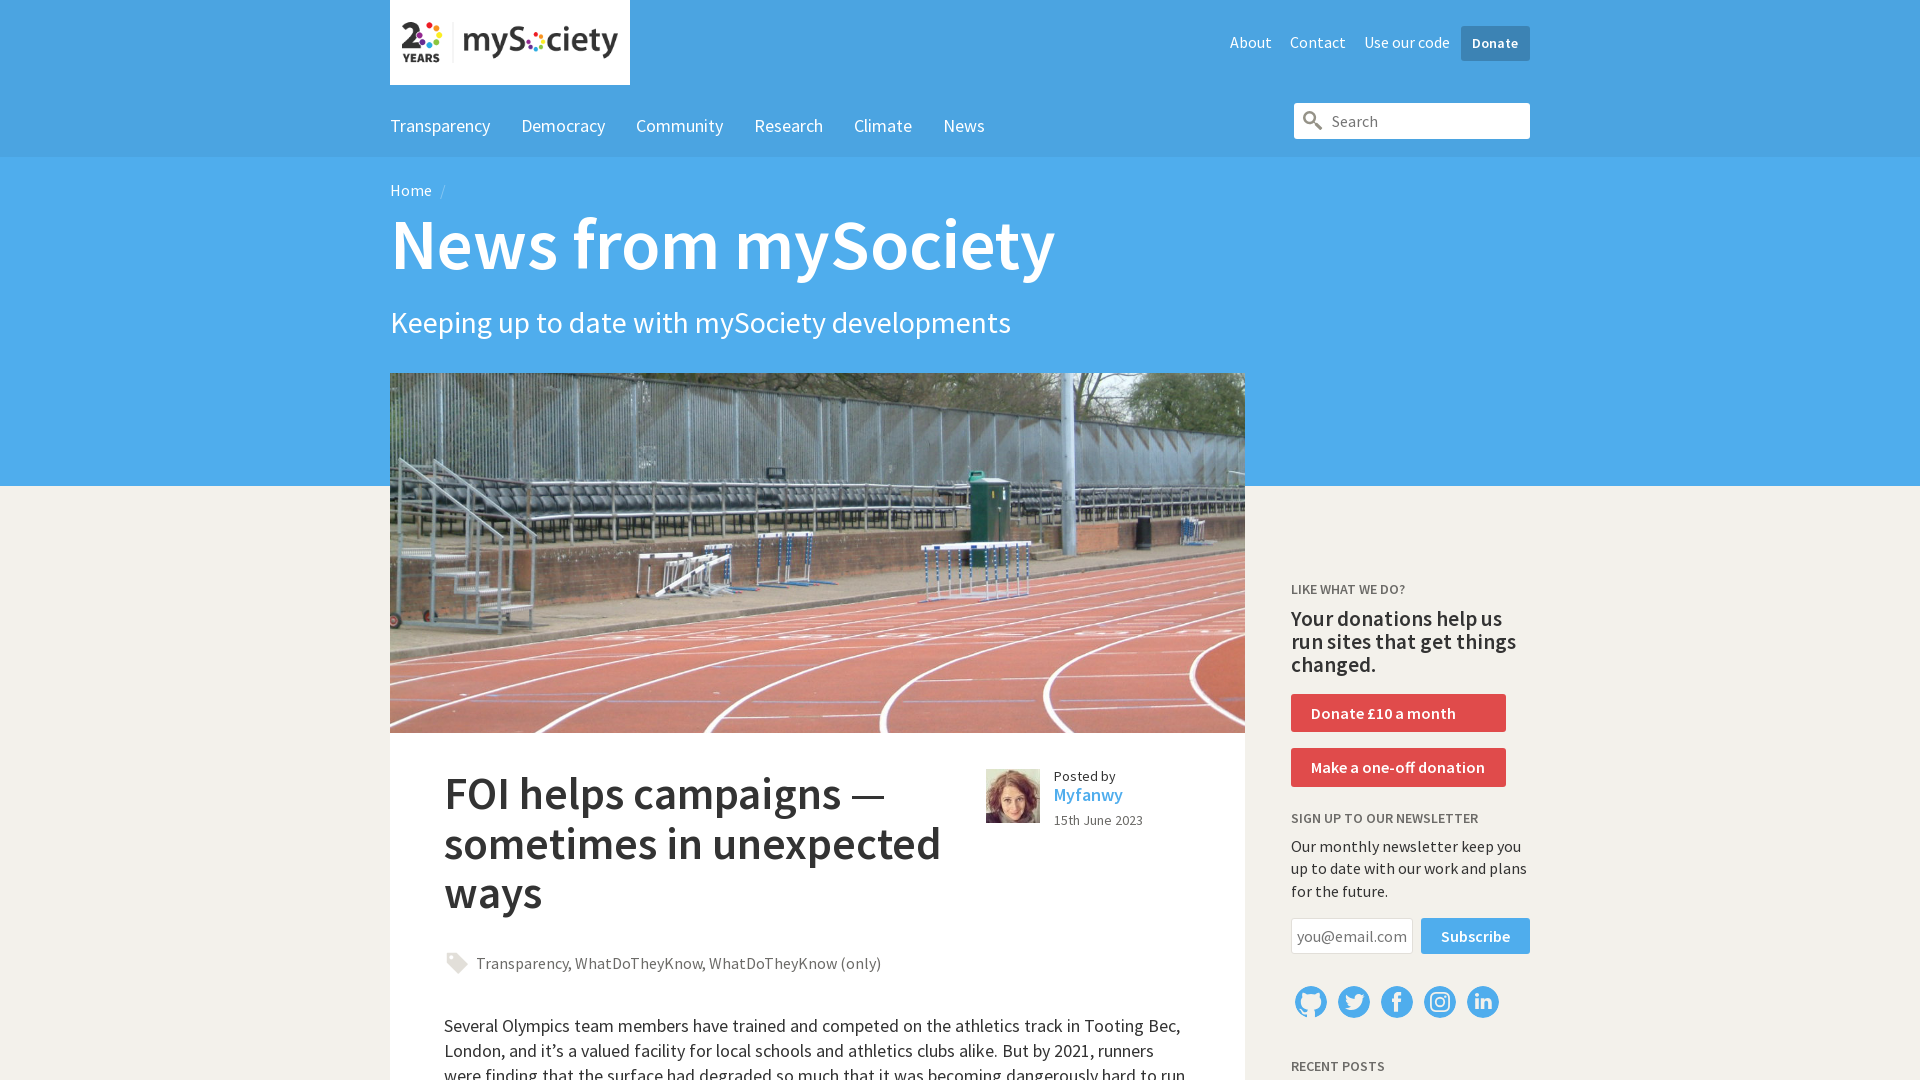 20 YEARS mySociety
About Contact Use our code Donate
Transparency Democracy Community Research Climate News
Search
Home /
News from mySociety
Keeping up to date with mySociety developments
FOI helps campaigns —
sometimes in unexpected
ways
Posted by
Myfanwy
15th June 2023
Transparency, WhatDoTheyKnow, WhatDoTheyKnow (only)
Several Olympics team members have trained and competed on the athletics track in Tooting Bec,
London, and it’s a valued facility for local schools and athletics clubs alike. But by 2021, runners
were finding that the surface had degraded so much that it was becoming dangerously hard to run
LIKE WHAT WE DO?
Your donations help us
run sites that get things
changed.
Donate £10 a month
Make a one-off donation
SIGN UP TO OUR NEWSLETTER
Our monthly newsletter keep you
up to date with our work and plans
for the future.
you@email.com Subscribe
RECENT POSTS